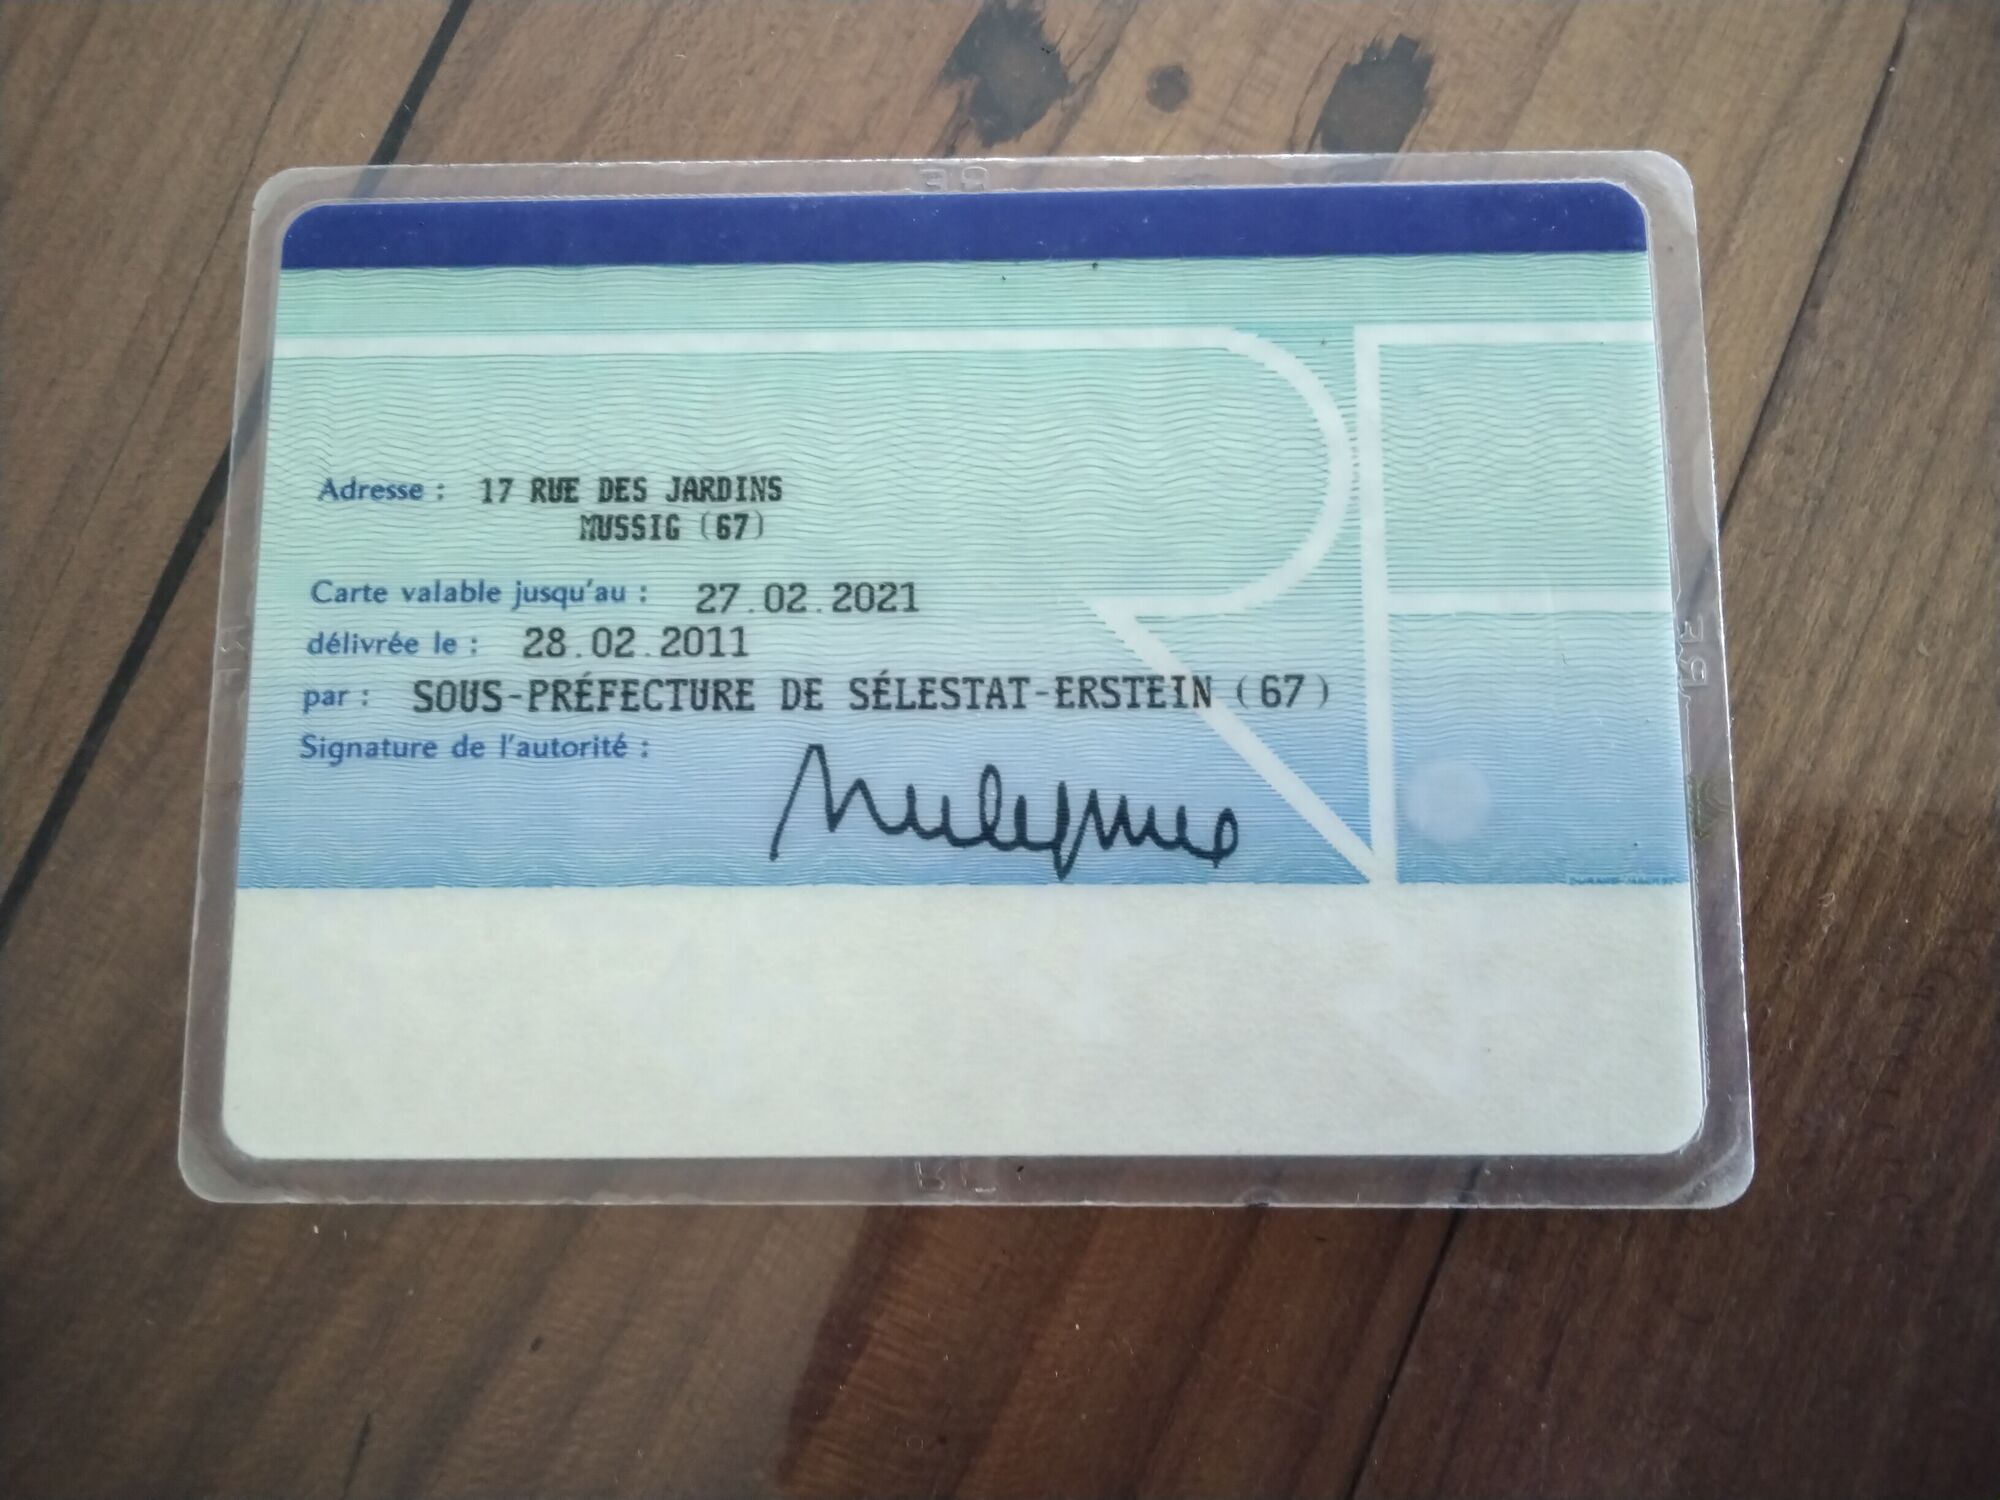 Adresse : 17 RUE DES JARDINS
MUSSIG (67)
Carte valable jusqu'au : 27.02.2021
délivrée le : 28.02.2011
par : SOUS-PRÉFECTURE DE SÉLESTAT-ERSTEIN (67)
Signature de l'autorité :
RF